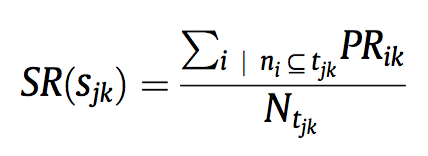 SR(s_{jk}) = \frac{\sum_{i \mid n_i \subseteq t_{jk}} PR_{ik}}{N_{t_{jk}}}